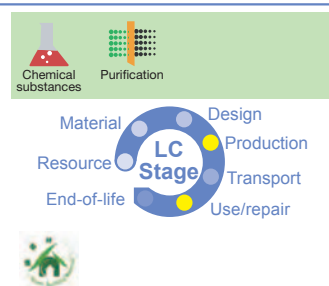 Chemical
substances
Purification
Material
Design
Production
Resource
LC
Stage
Transport
End-of-life
Use/repair